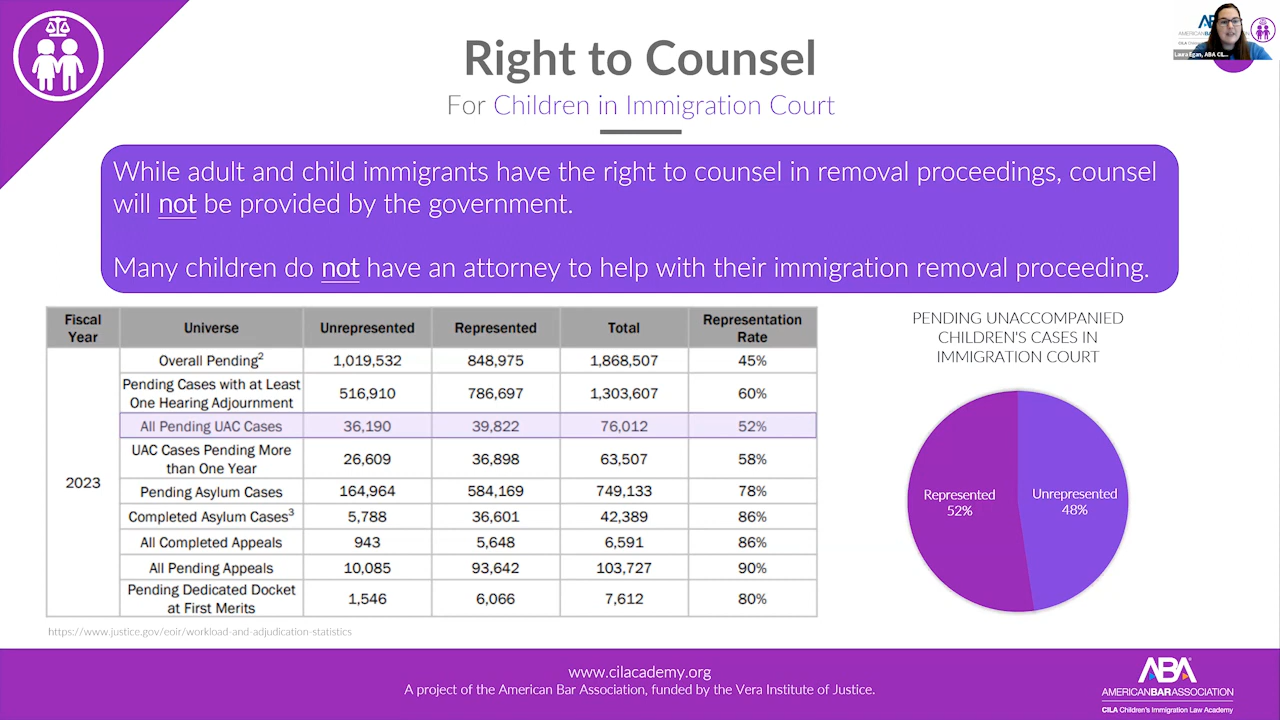 Right to Counsel
For Children in Immigration Court
While adult and child immigrants have the right to counsel in removal proceedings, counsel
will not be provided by the government.
Many children do not have an attorney to help with their immigration removal proceeding.
Fiscal Year Universe Unrepresented Represented Total Representation Rate
2023
Overall Pending2 1,019,532 848,975 1,868,507 45%
Pending Cases with at Least One Hearing Adjournment 516,910 786,697 1,303,607 60%
All Pending UAC Cases 36,190 39,822 76,012 52%
UAC Cases Pending More than One Year 26,609 36,898 63,507 58%
Pending Asylum Cases 164,964 584,169 749,133 78%
Completed Asylum Cases3 5,788 36,601 42,389 86%
All Completed Appeals 943 5,648 6,591 86%
All Pending Appeals 10,085 93,642 103,727 90%
Pending Dedicated Docket at First Merits 1,546 6,066 7,612 80%
https://www.justice.gov/eoir/workload-and-adjudication-statistics
PENDING UNACCOMPANIED
CHILDREN'S CASES IN
IMMIGRATION COURT
Represented
52%
Unrepresented
48%
Laura Egan, ABA CIL...
www.cilacademy.org
A project of the American Bar Association, funded by the Vera Institute of Justice.
ABA
AMERICANBARASSOCIATION
CILA Children's Immigration Law Academy